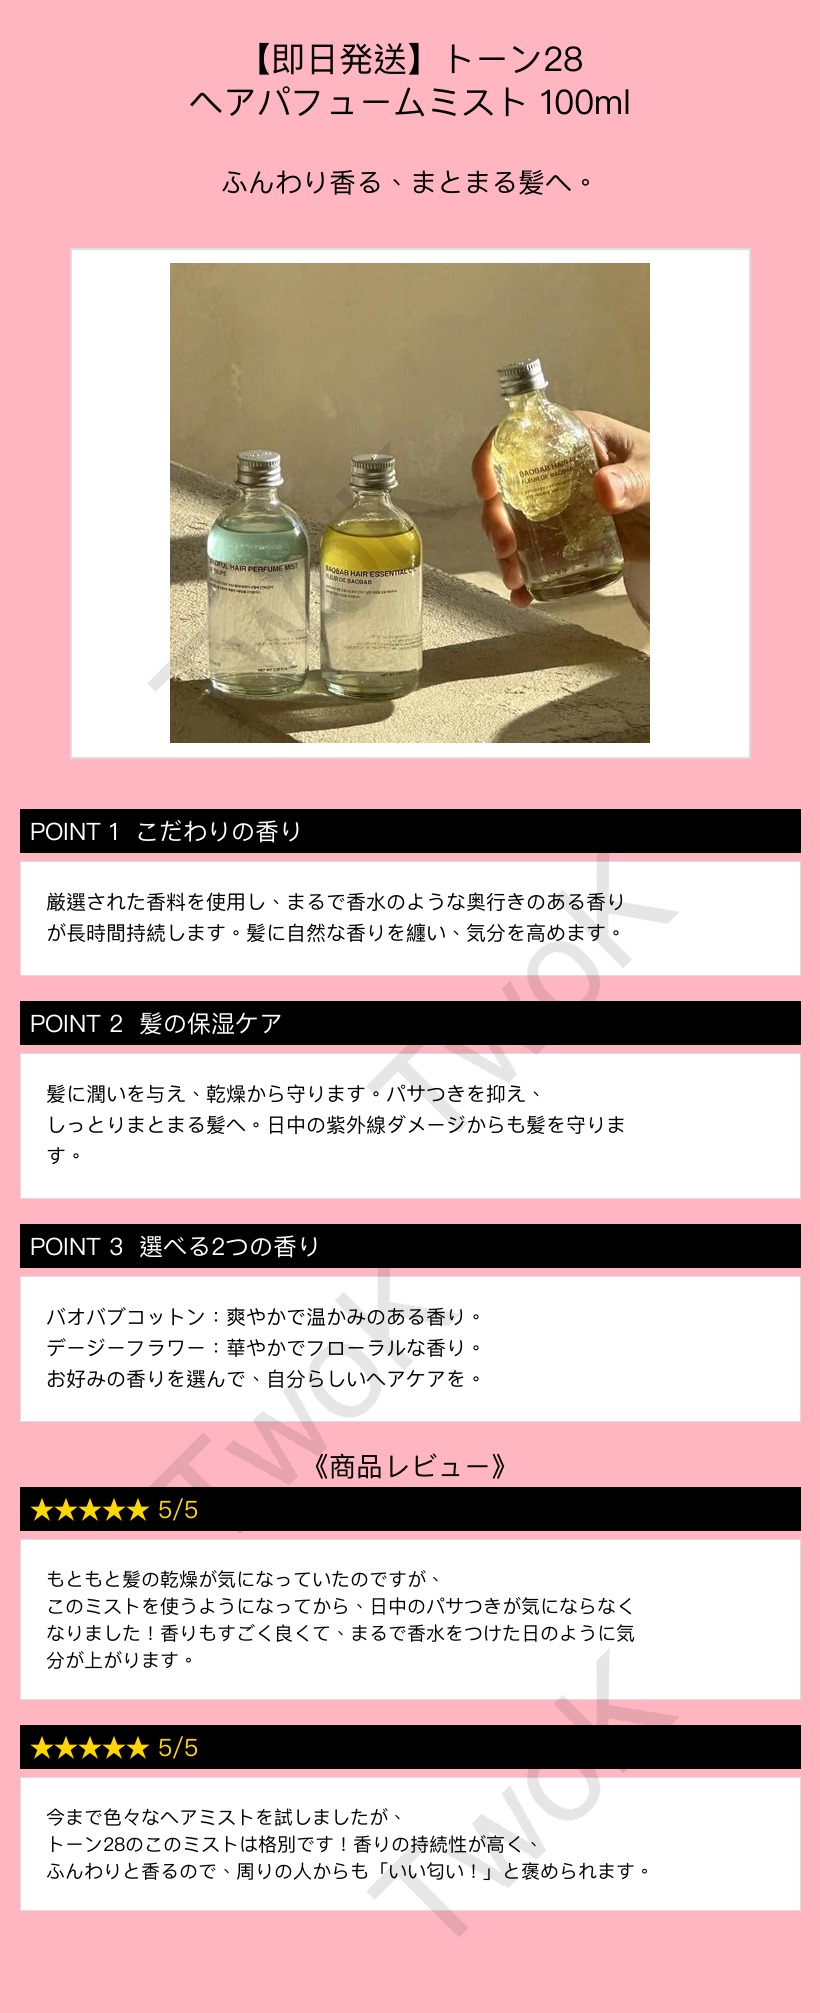 【即日発送】トーン28
ヘアパフュームミスト 100ml
ふんわり香る、まとまる髪へ。
HAIR PERFUME MIST
BAOBAB HAIR ESSENTIAL
FLEUR DE BAOBAB
BAOBAB HAIR
FLEUR DE BAOBAB
POINT 1 こだわりの香り
厳選された香料を使用し、まるで香水のような奥行きのある香り
が長時間持続します。髪に自然な香りを纏い、気分を高めます。
POINT 2 髪の保湿ケア
髪に潤いを与え、乾燥から守ります。パサつきを抑え、
しっとりまとまる髪へ。日中の紫外線ダメージからも髪を守りま
す。
POINT 3 選べる2つの香り
バオバブコットン：爽やかで温かみのある香り。
デージーフラワー：華やかでフローラルな香り。
お好みの香りを選んで、自分らしいヘアケアを。
《商品レビュー》
★★★★★ 5/5
もともと髪の乾燥が気になっていたのですが、
このミストを使うようになってから、日中のパサつきが気にならなく
なりました！香りもすごく良くて、まるで香水をつけた日のように気
分が上がります。
★★★★★ 5/5
今まで色々なヘアミストを試しましたが、
トーン28のこのミストは格別です！香りの持続性が高く、
ふんわりと香るので、周りの人からも「いい匂い！」と褒められます。
TwoK
TwoK
TwoK